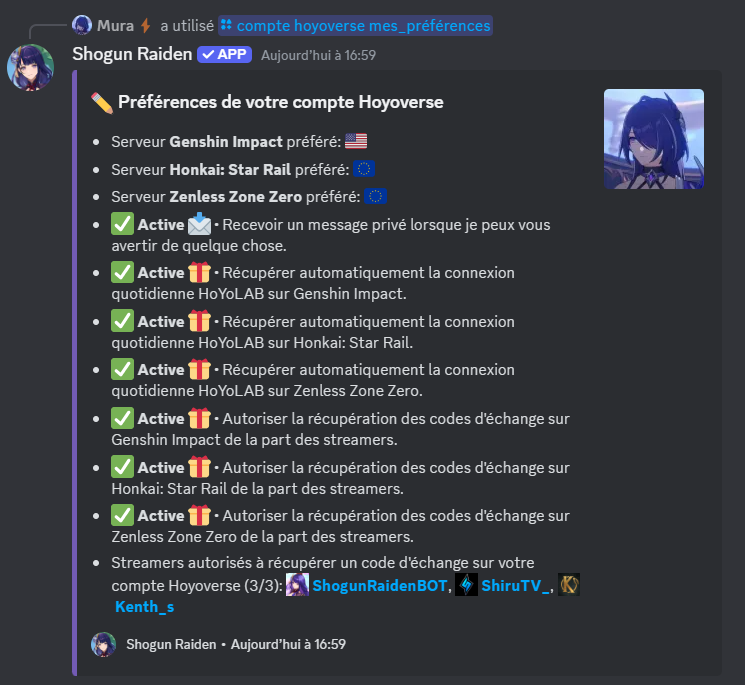 Mura a utilisé compte hoyoverse mes_préférences
Shogun Raiden APP Aujourd'hui à 16:59
Préférences de votre compte Hoyoverse
• Serveur Genshin Impact préféré:
• Serveur Honkai: Star Rail préféré:
• Serveur Zenless Zone Zero préféré:
• Active • Recevoir un message privé lorsque je peux vous
avertir de quelque chose.
• Active • Récupérer automatiquement la connexion
quotidienne HoYoLAB sur Genshin Impact.
• Active • Récupérer automatiquement la connexion
quotidienne HoYoLAB sur Honkai: Star Rail.
• Active • Récupérer automatiquement la connexion
quotidienne HoYoLAB sur Zenless Zone Zero.
• Active • Autoriser la récupération des codes d'échange sur
Genshin Impact de la part des streamers.
• Active • Autoriser la récupération des codes d'échange sur
Honkai: Star Rail de la part des streamers.
• Active • Autoriser la récupération des codes d'échange sur
Zenless Zone Zero de la part des streamers.
• Streamers autorisés à récupérer un code d'échange sur votre
compte Hoyoverse (3/3): ShogunRaidenBOT, ShiruTV_,
Kenth_s
Shogun Raiden • Aujourd'hui à 16:59